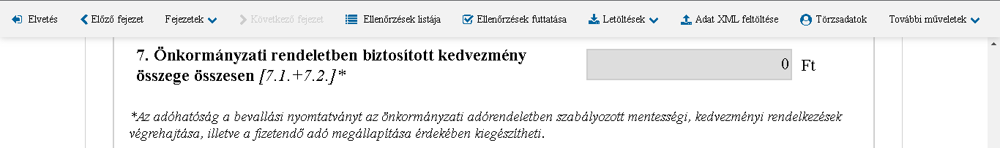 Elvetés Előző fejezet Fejezetek Következő fejezet Ellenőrzések listája Ellenőrzések futtatása Letöltések Adat XML feltöltése Törzsadatok További műveletek
7. Önkormányzati rendeletben biztosított kedvezmény
összege összesen [7.1.+7.2.]* 0 Ft
*Az adóhatóság a bevallási nyomtatványt az önkormányzati adórendeletben szabályozott mentességi, kedvezményi rendelkezések
végrehajtása, illetve a fizetendő adó megállapítása érdekében kiegészítheti.